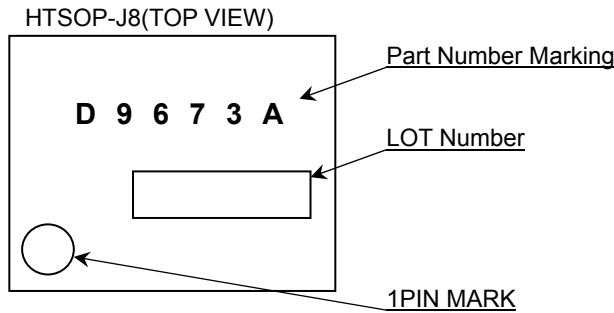 HTSOP-J8(TOP VIEW)
Part Number Marking
D 9 6 7 3 A
LOT Number
1PIN MARK